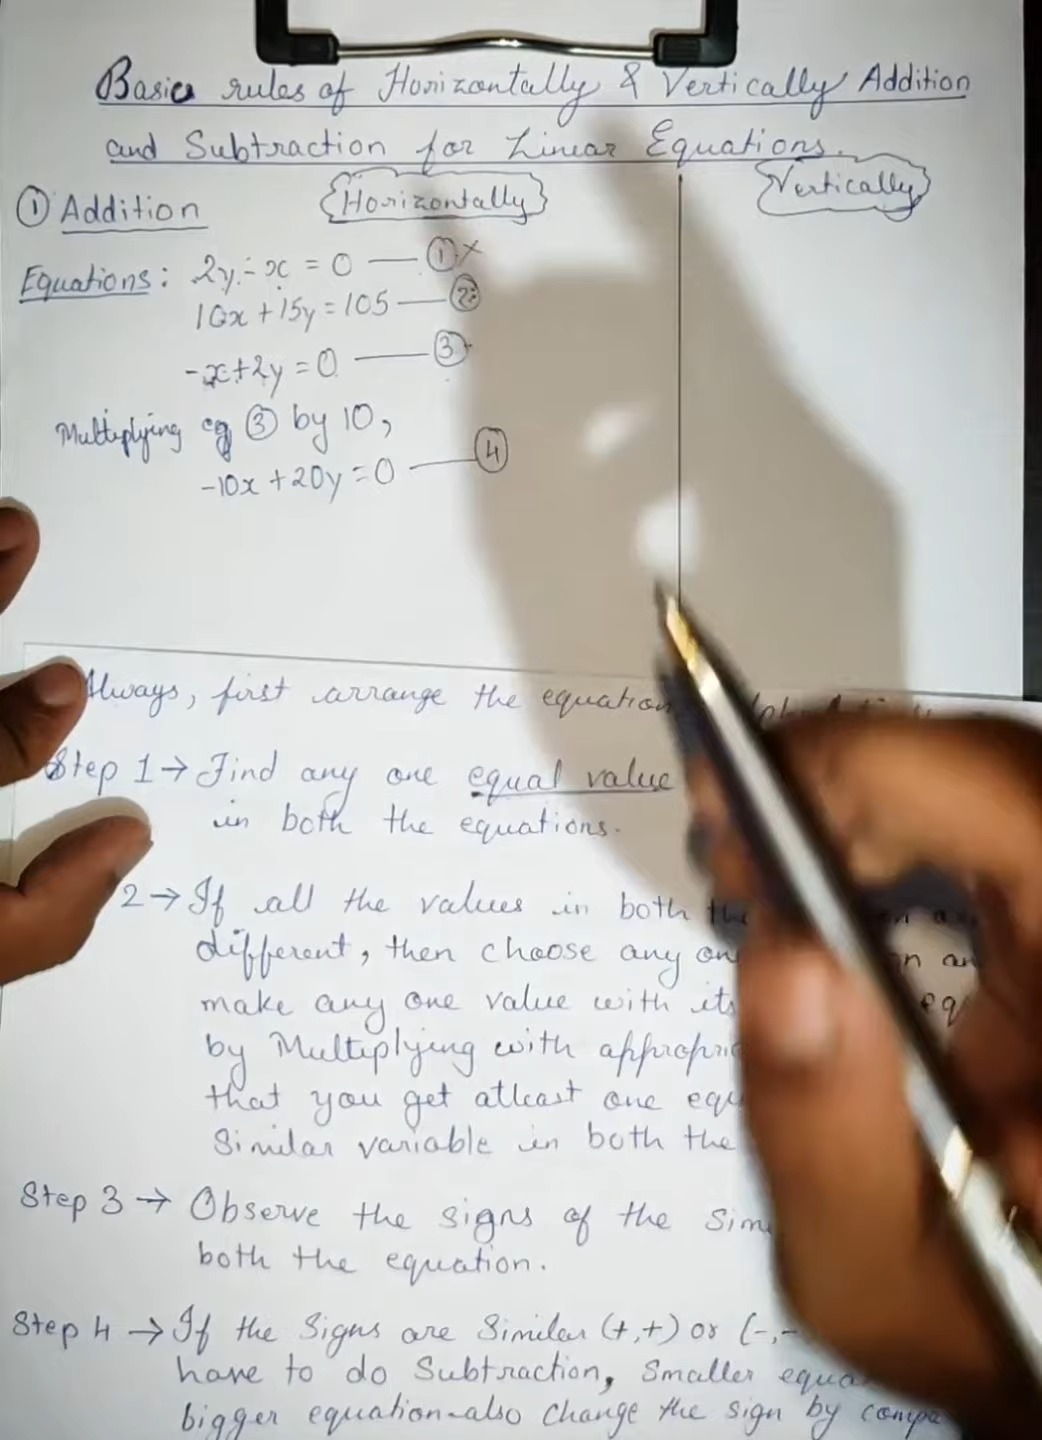 Basic rules of Horizontally & Vertically Addition
and Subtraction for Linear Equations.
① Addition
Horizontally
Vertically
Equations: 2y - x = 0 — ① ×
10x + 15y = 105 — ②
-x + 2y = 0 — ③
Multiplying eq ③ by 10,
-10x + 20y = 0 — ④
Always, first arrange the equation
Step 1 → Find any one equal value
in both the equations.
2 → If all the values in both the
different, then choose any one
make any one value with its
by Multiplying with
that you get atleast one
Similar variable in both the
Step 3 → Observe the signs of the
both the equation.
Step 4 → If the Signs are Similar (+,+) or (-,-
have to do Subtraction, Smaller
bigger equation also change the sign by